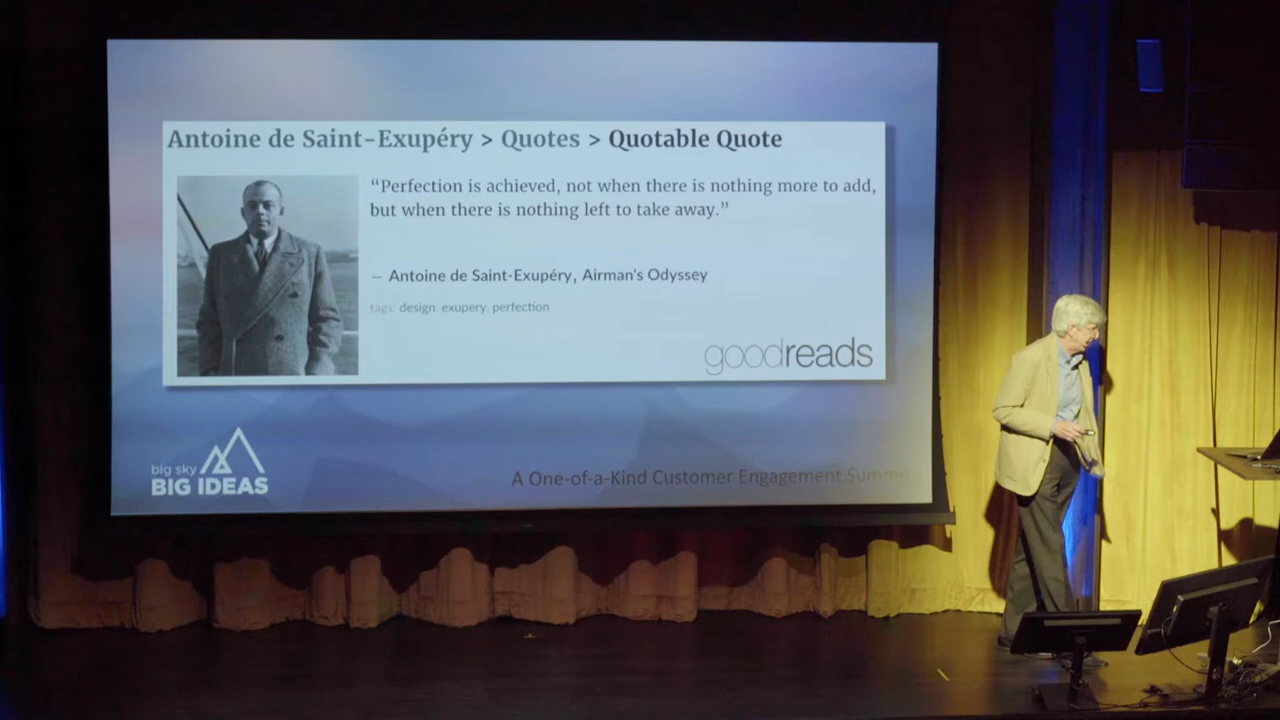 Antoine de Saint-Exupéry > Quotes > Quotable Quote
“Perfection is achieved, not when there is nothing more to add,
but when there is nothing left to take away.”
— Antoine de Saint-Exupéry, Airman's Odyssey
tags: design, exupery, perfection
goodreads
big sky
BIG IDEAS
A One-of-a-Kind Customer Engagement